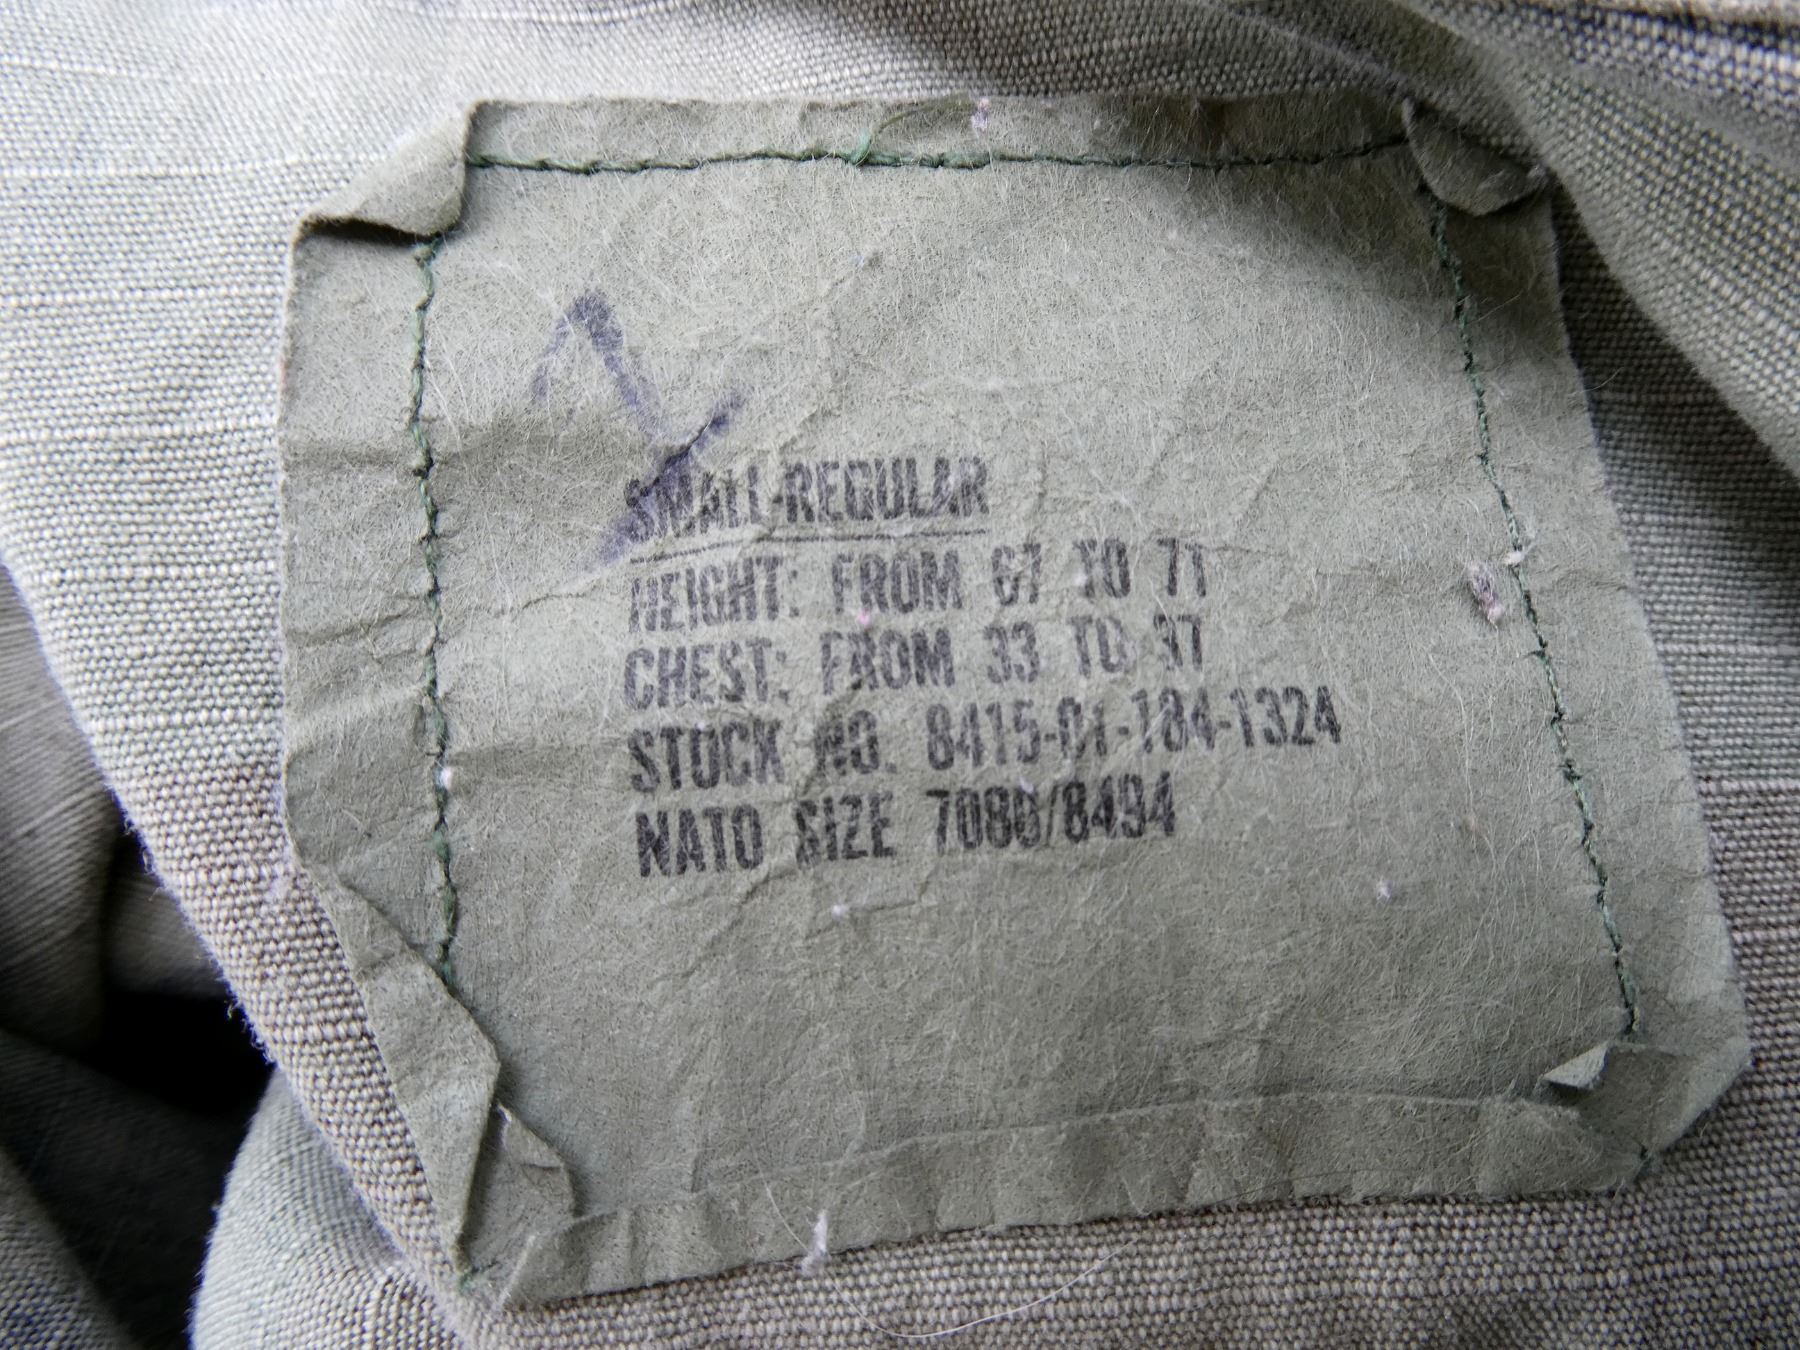 SMALL-REGULAR
HEIGHT: FROM 67 TO 71
CHEST: FROM 33 TO 37
STOCK NO. 8415-01-184-1324
NATO SIZE 7080/8494